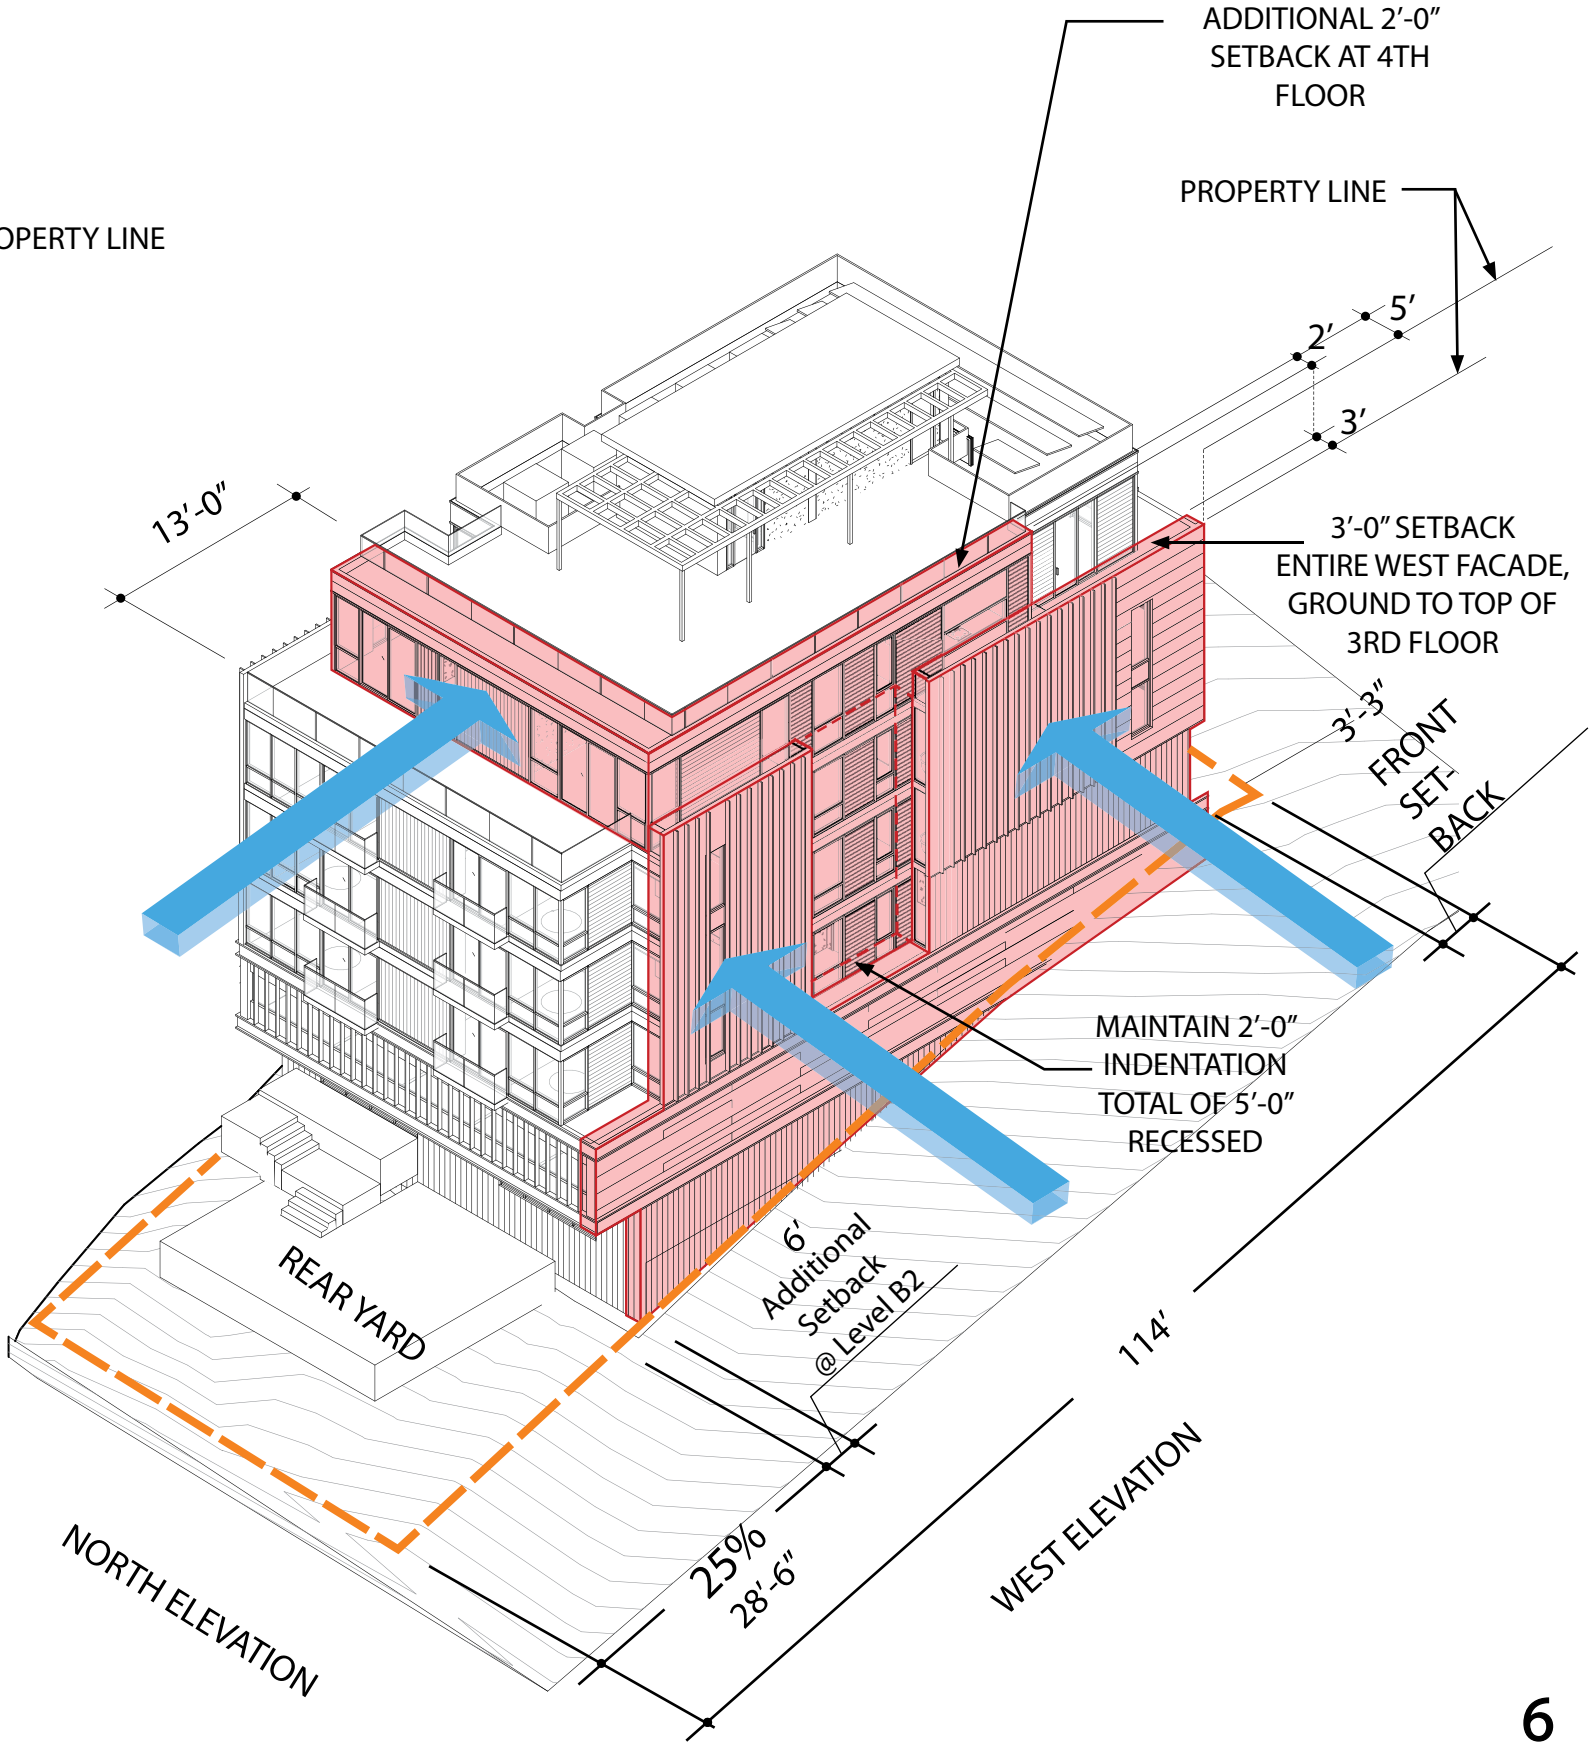 ADDITIONAL 2'-0"
SETBACK AT 4TH
FLOOR
PROPERTY LINE
OPERTY LINE
5'
2'
3'
13'-0"
3'-0" SETBACK
ENTIRE WEST FACADE,
GROUND TO TOP OF
3RD FLOOR
3'-3"
FRONT
SET-
BACK
MAINTAIN 2'-0"
INDENTATION
TOTAL OF 5'-0"
RECESSED
6'
Additional
Setback
@ Level B2
REAR YARD
114'
25%
28'-6"
WEST ELEVATION
NORTH ELEVATION
6